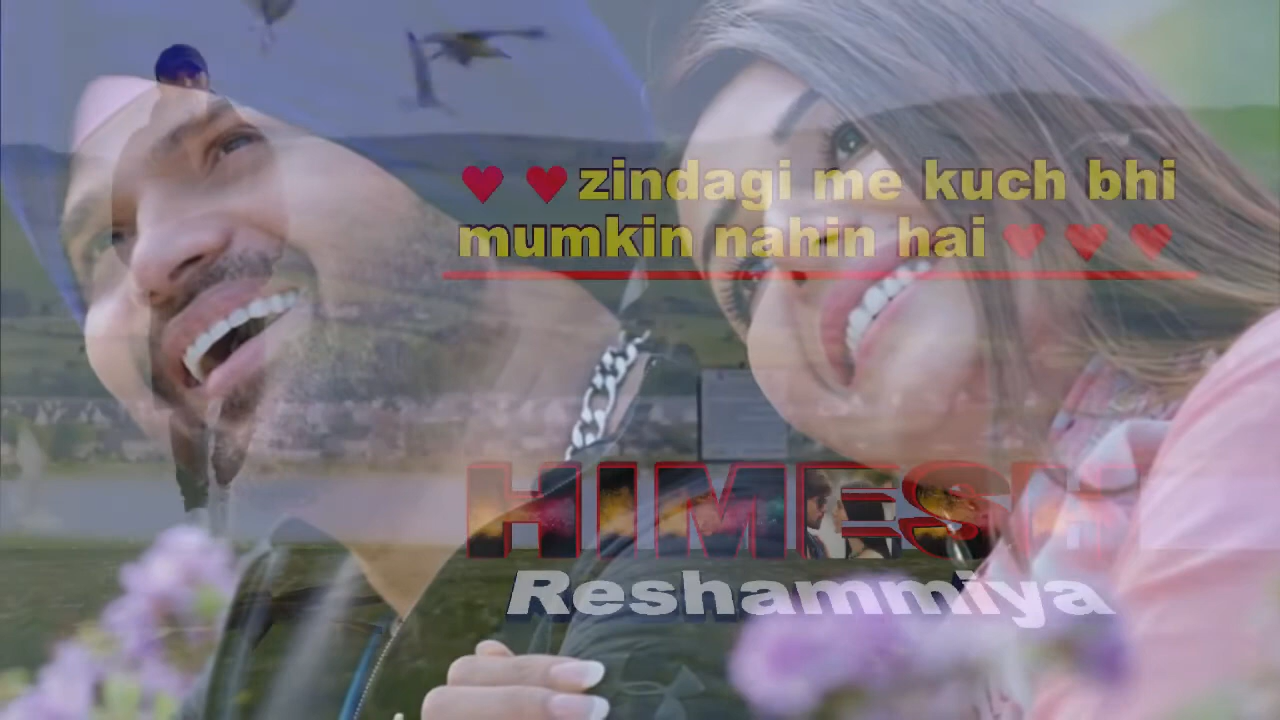 ♥ ♥ zindagi me kuch bhi
mumkin nahin hai ♥ ♥ ♥
HIMESH
Reshammiya